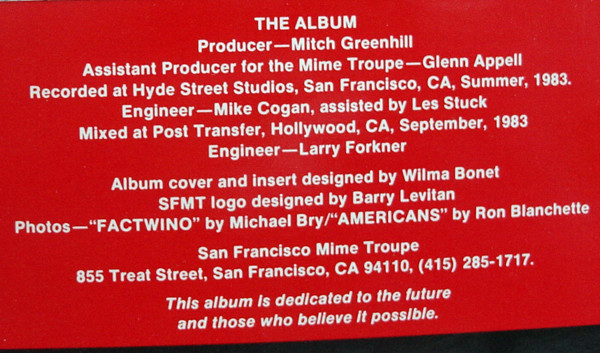 THE ALBUM
Producer—Mitch Greenhill
Assistant Producer for the Mime Troupe—Glenn Appell
Recorded at Hyde Street Studios, San Francisco, CA, Summer, 1983.
Engineer—Mike Cogan, assisted by Les Stuck
Mixed at Post Transfer, Hollywood, CA, September, 1983
Engineer—Larry Forkner
Album cover and insert designed by Wilma Bonet
SFMT logo designed by Barry Levitan
Photos—“FACTWINO” by Michael Bry/“AMERICANS” by Ron Blanchette
San Francisco Mime Troupe
855 Treat Street, San Francisco, CA 94110, (415) 285-1717.
This album is dedicated to the future
and those who believe it possible.